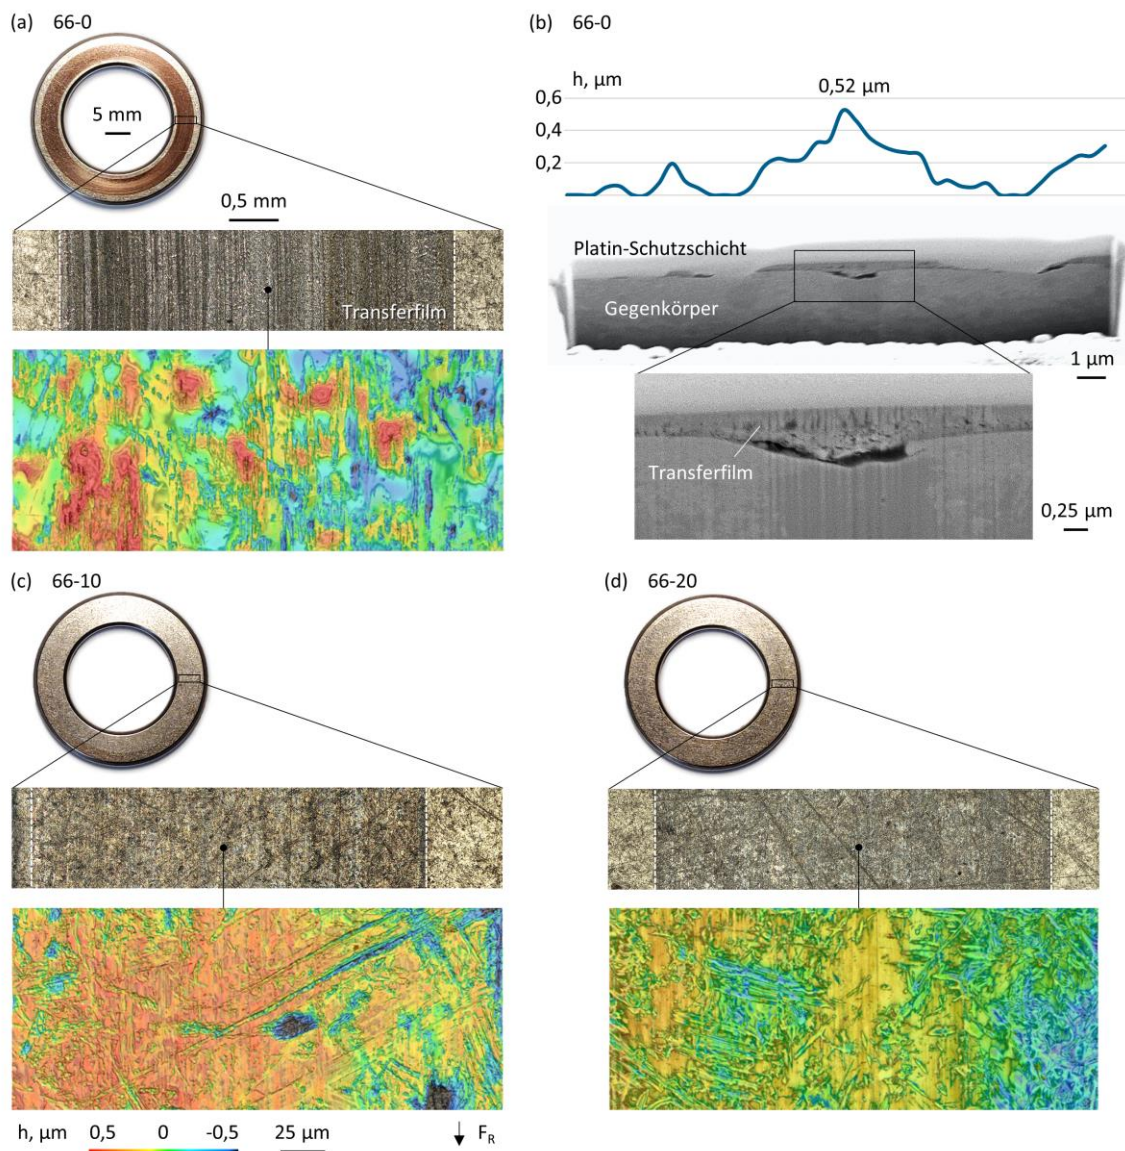 (a) 66-0
5 mm
0,5 mm
Transferfilm
(b) 66-0
h, µm
0,52 µm
0,6
0,4
0,2
Platin-Schutzschicht
Gegenkörper
1 µm
Transferfilm
0,25 µm
(c) 66-10
(d) 66-20
h, µm 0,5 0 -0,5 25 µm F_R